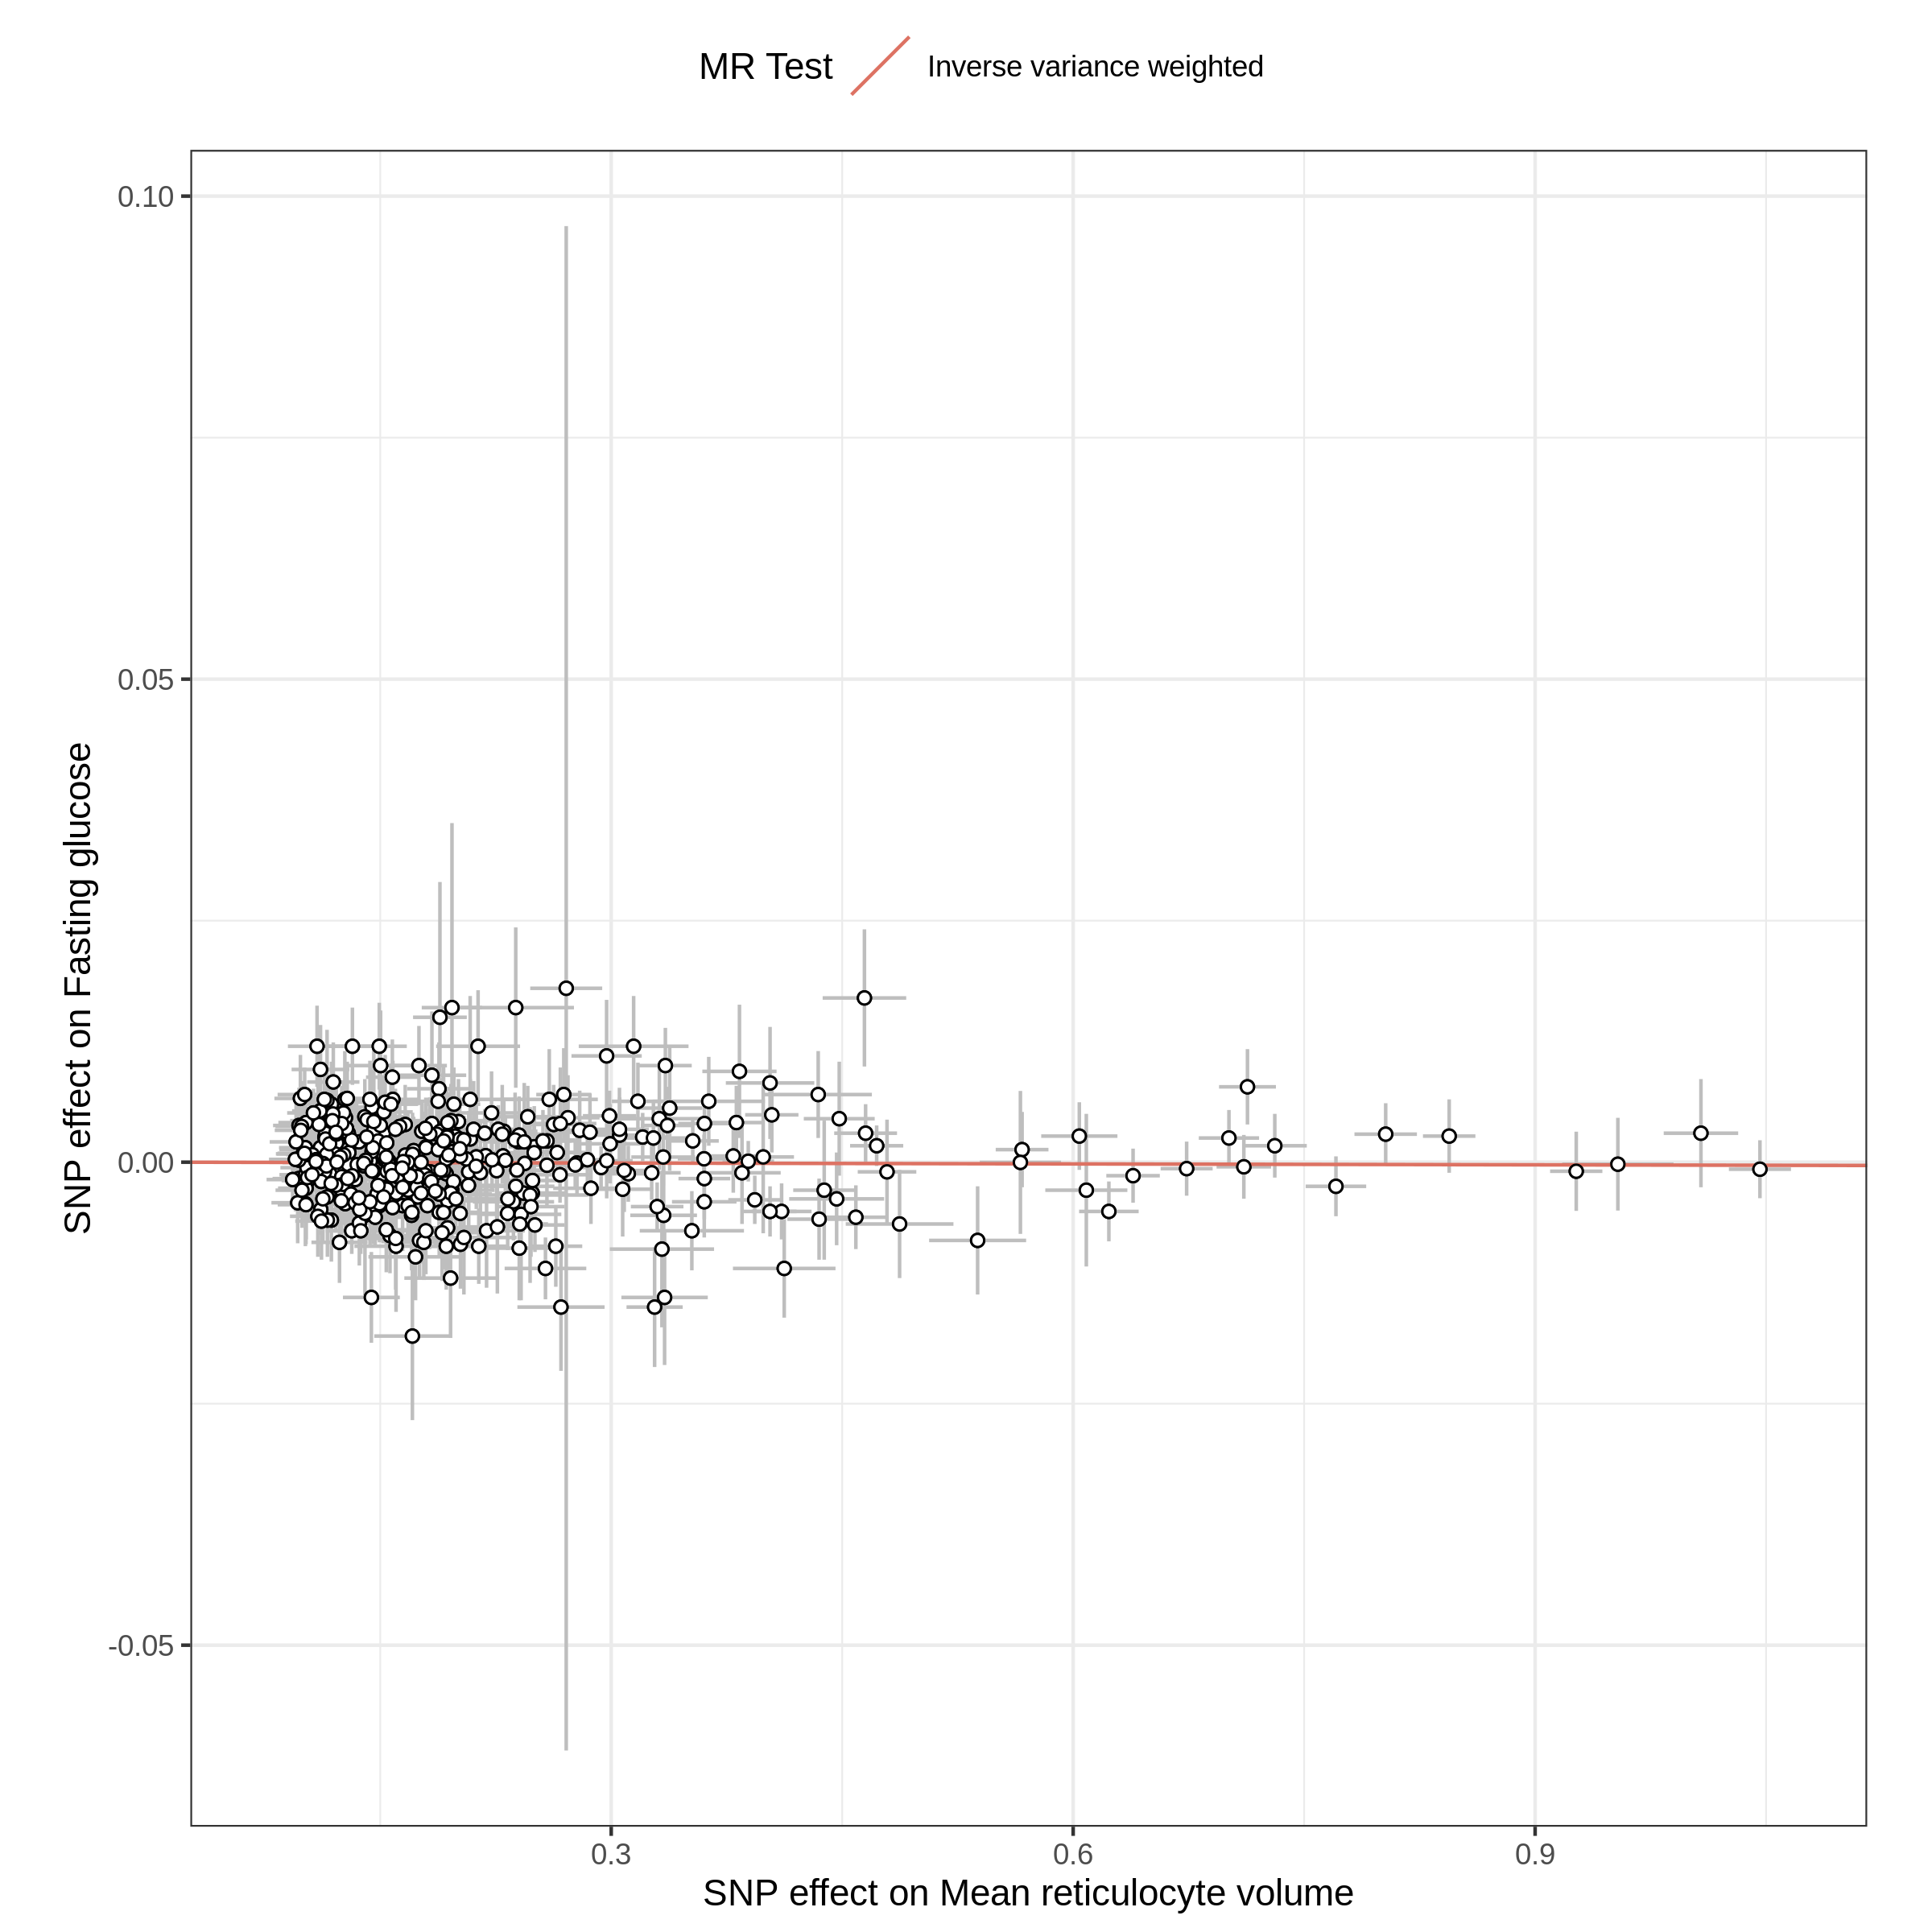 MR Test Inverse variance weighted
0.10
0.05
0.00
-0.05
SNP effect on Fasting glucose
0.3 0.6 0.9
SNP effect on Mean reticulocyte volume